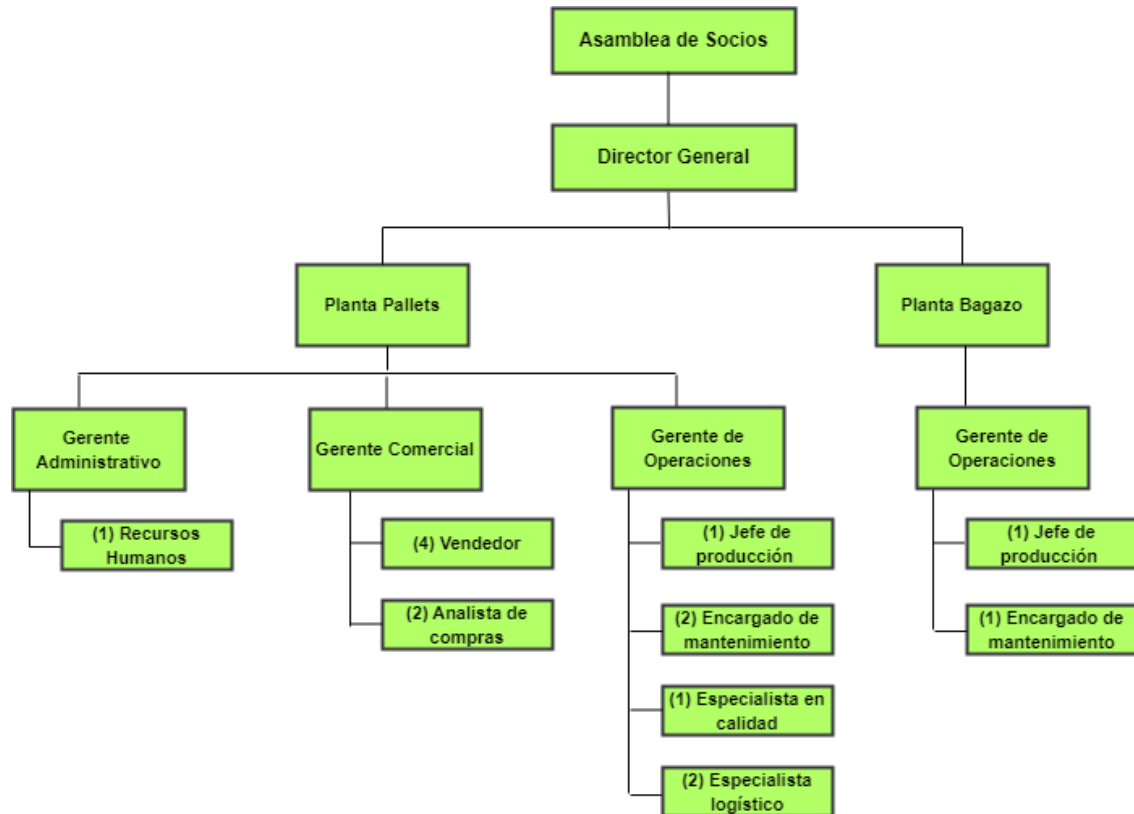 Asamblea de Socios
Director General
Planta Pallets
Planta Bagazo
Gerente
Administrativo
Gerente Comercial
Gerente de
Operaciones
Gerente de
Operaciones
(1) Recursos
Humanos
(4) Vendedor
(2) Analista de
compras
(1) Jefe de
producción
(2) Encargado de
mantenimiento
(1) Especialista en
calidad
(2) Especialista
logístico
(1) Jefe de
producción
(1) Encargado de
mantenimiento